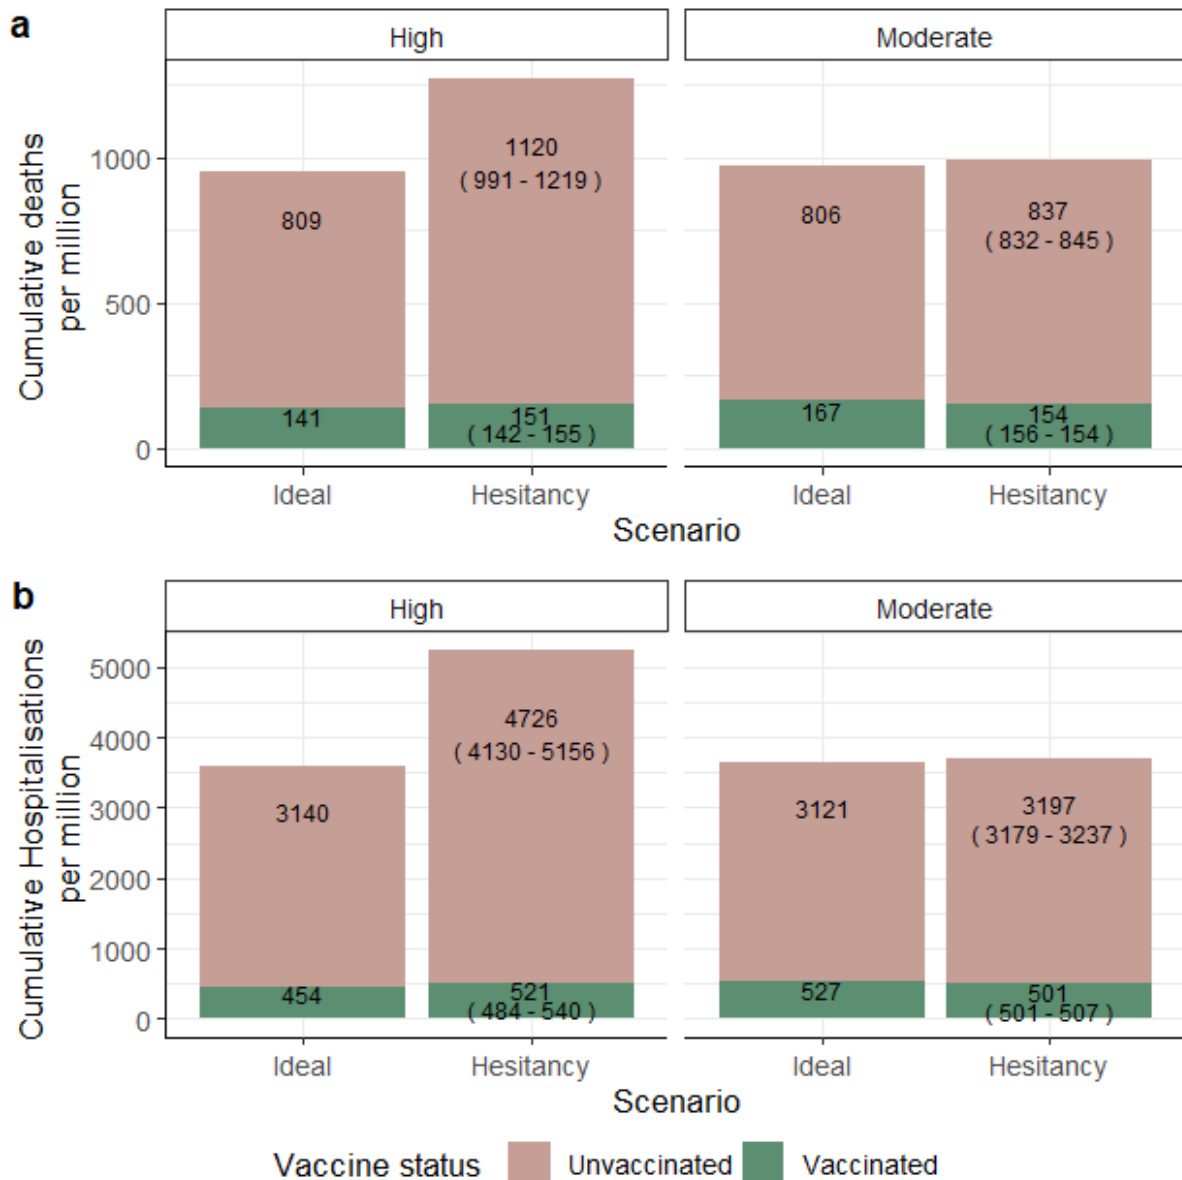 a
High
Moderate
Cumulative deaths
per million
1000
500
0
809
141
1120
( 991 - 1219 )
151
( 142 - 155 )
806
167
837
( 832 - 845 )
154
( 156 - 154 )
Ideal
Hesitancy
Ideal
Hesitancy
Scenario
b
High
Moderate
Cumulative Hospitalisations
per million
5000
4000
3000
2000
1000
0
3140
454
4726
( 4130 - 5156 )
521
( 484 - 540 )
3121
527
3197
( 3179 - 3237 )
501
( 501 - 507 )
Ideal
Hesitancy
Ideal
Hesitancy
Scenario
Vaccine status
Unvaccinated
Vaccinated